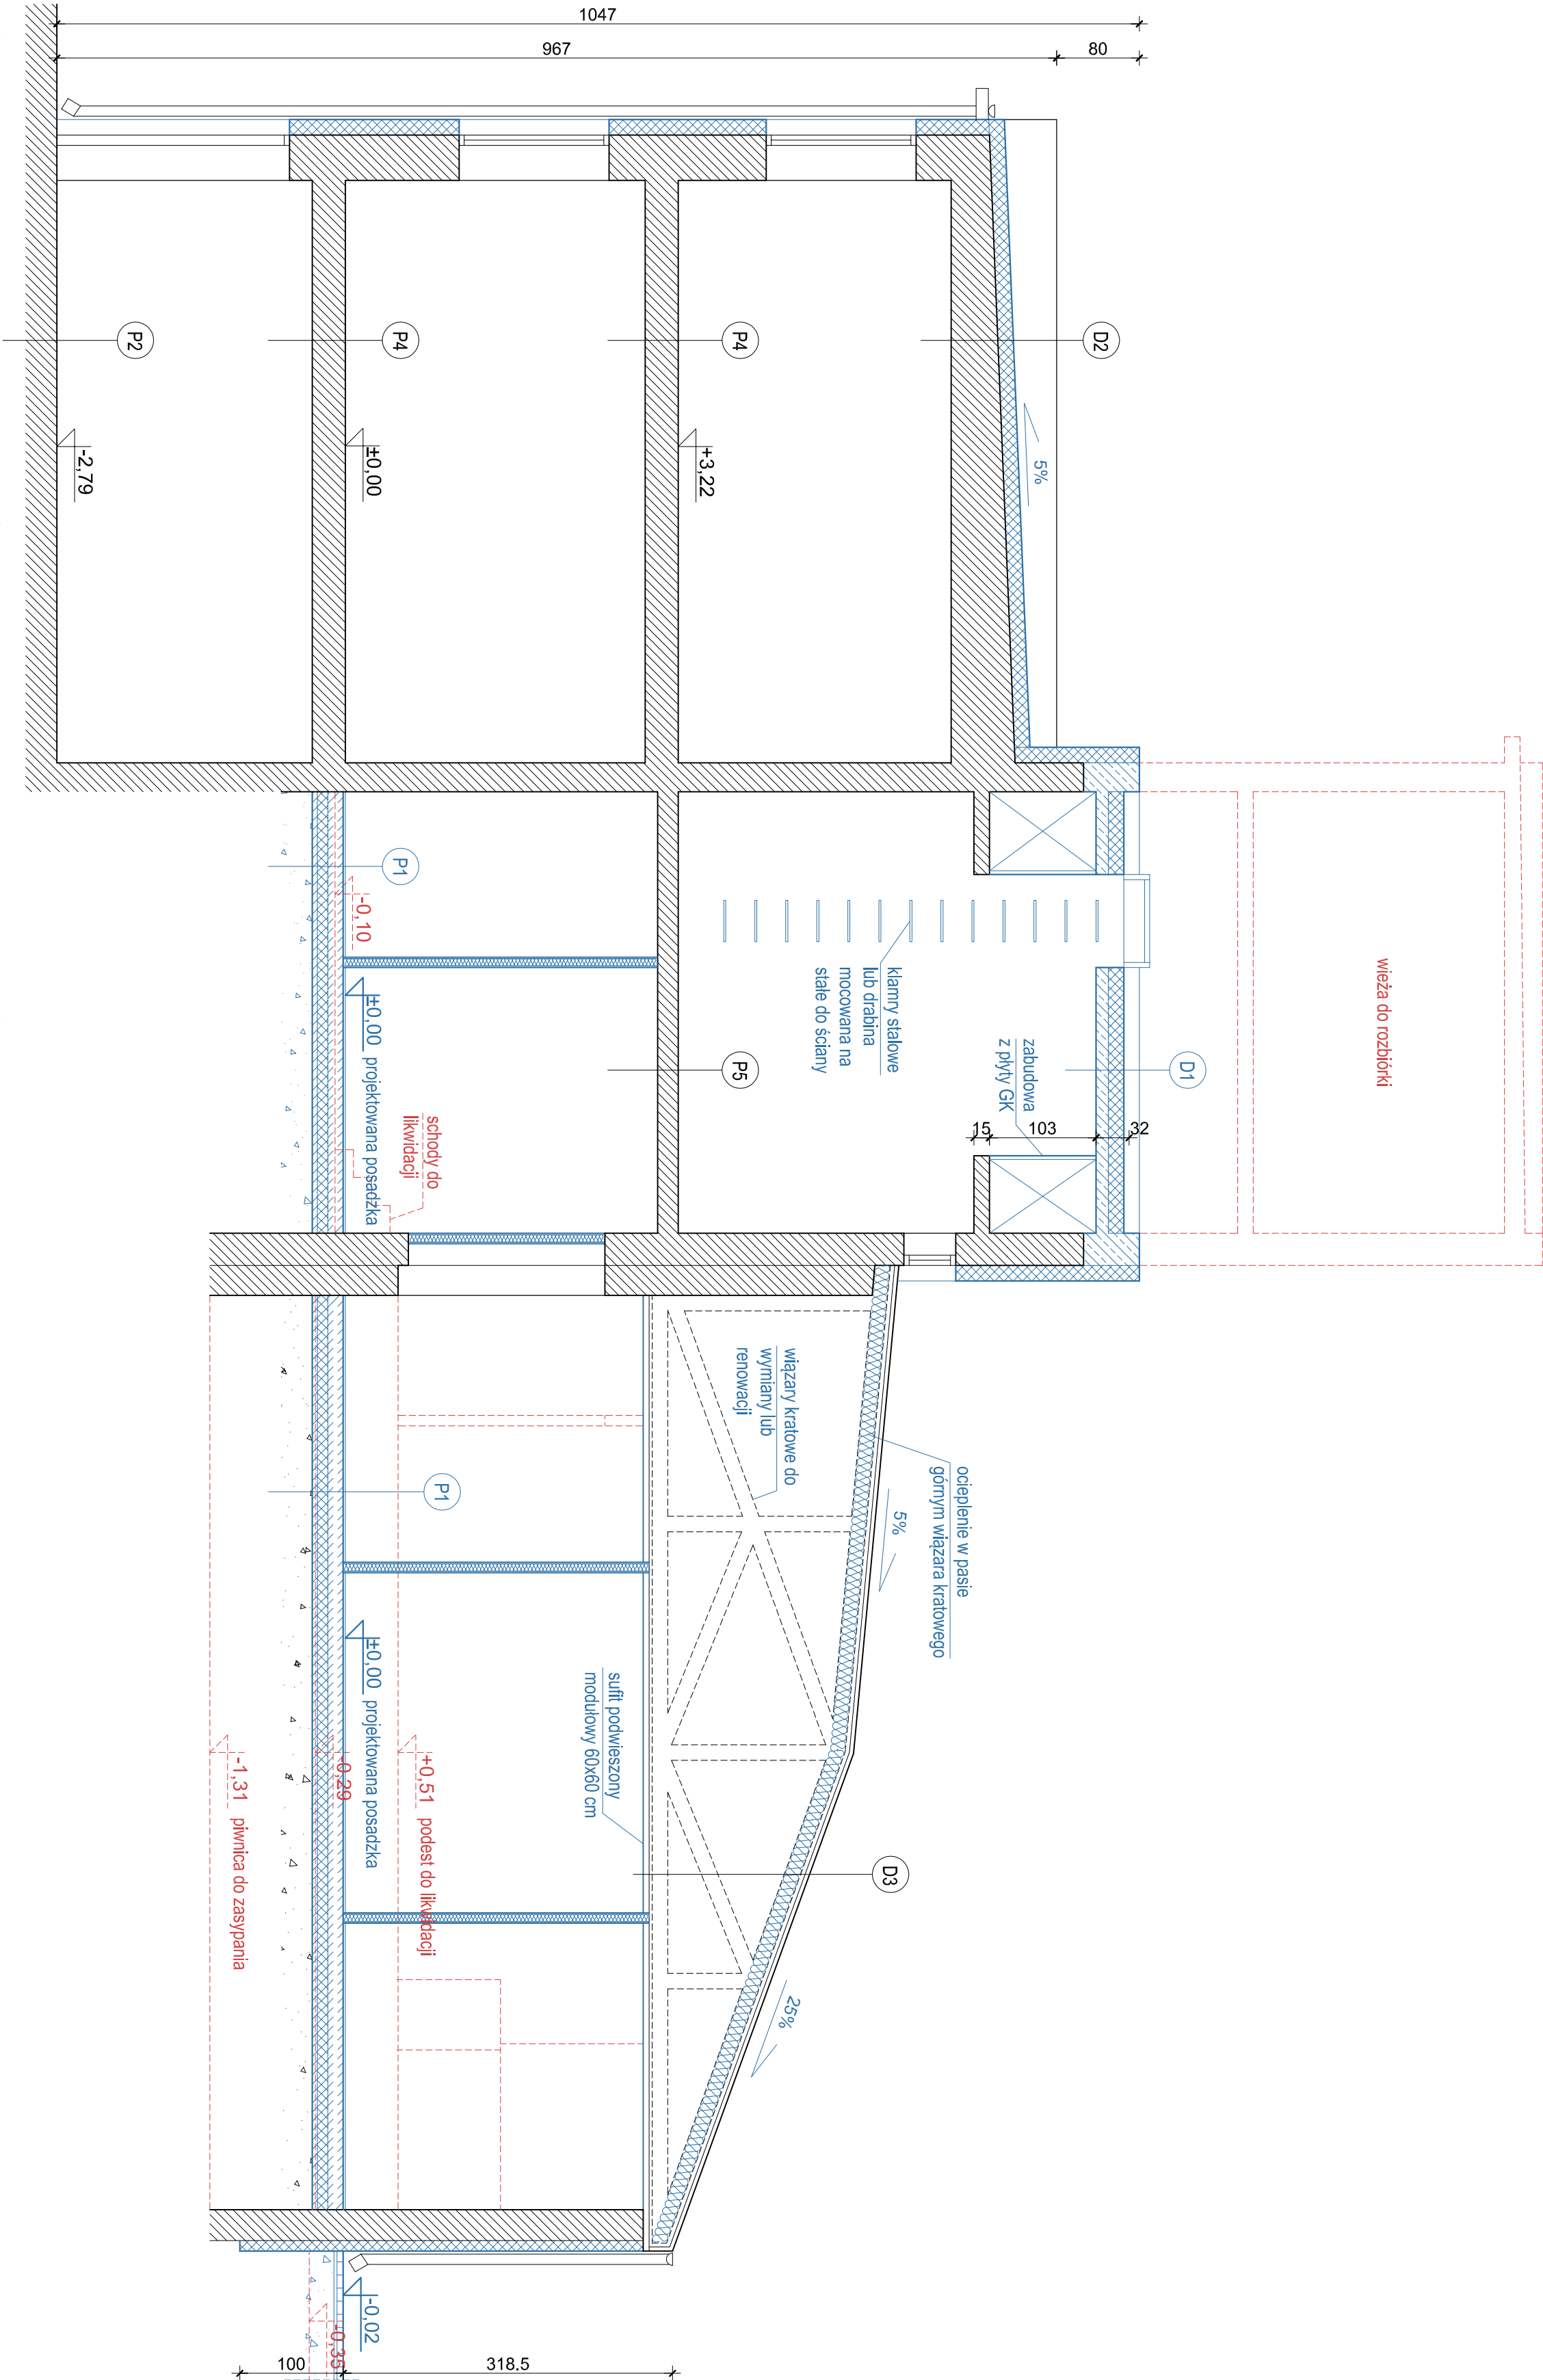 1047
967
80
D2
5%
P4
+3,22
P4
±0,00
P2
-2,79
wieża do rozbiórki
D1
zabudowa
z płyty GK
32
103
15
klamry stalowe
lub drabina
mocowana na
stałe do ściany
P5
P1
-0,10
±0,00 projektowana posadzka
schody do
likwidacji
ocieplenie w pasie
górnym wiązara kratowego
5%
wiązary kratowe do
wymiany lub
renowacji
25%
D3
sufit podwieszony
modułowy 60x60 cm
P1
+0,51 podest do likwidacji
±0,00 projektowana posadzka
-0,29
-1,31 piwnica do zasypania
-0,02
-0,35
318.5
100